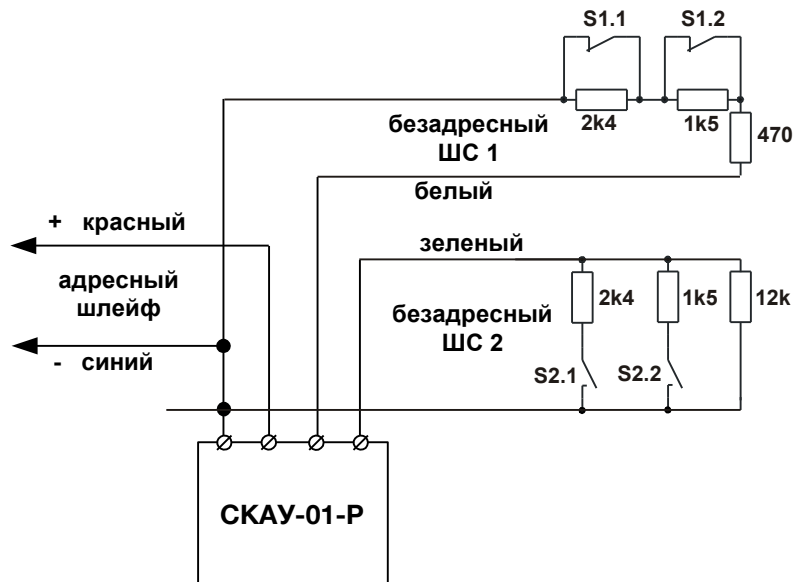 S1.1
S1.2
2k4
1k5
470
безадресный
ШС 1
белый
+ красный
зеленый
адресный
шлейф
2k4
1k5
12k
безадресный
ШС 2
- синий
S2.1
S2.2
СКАУ-01-Р